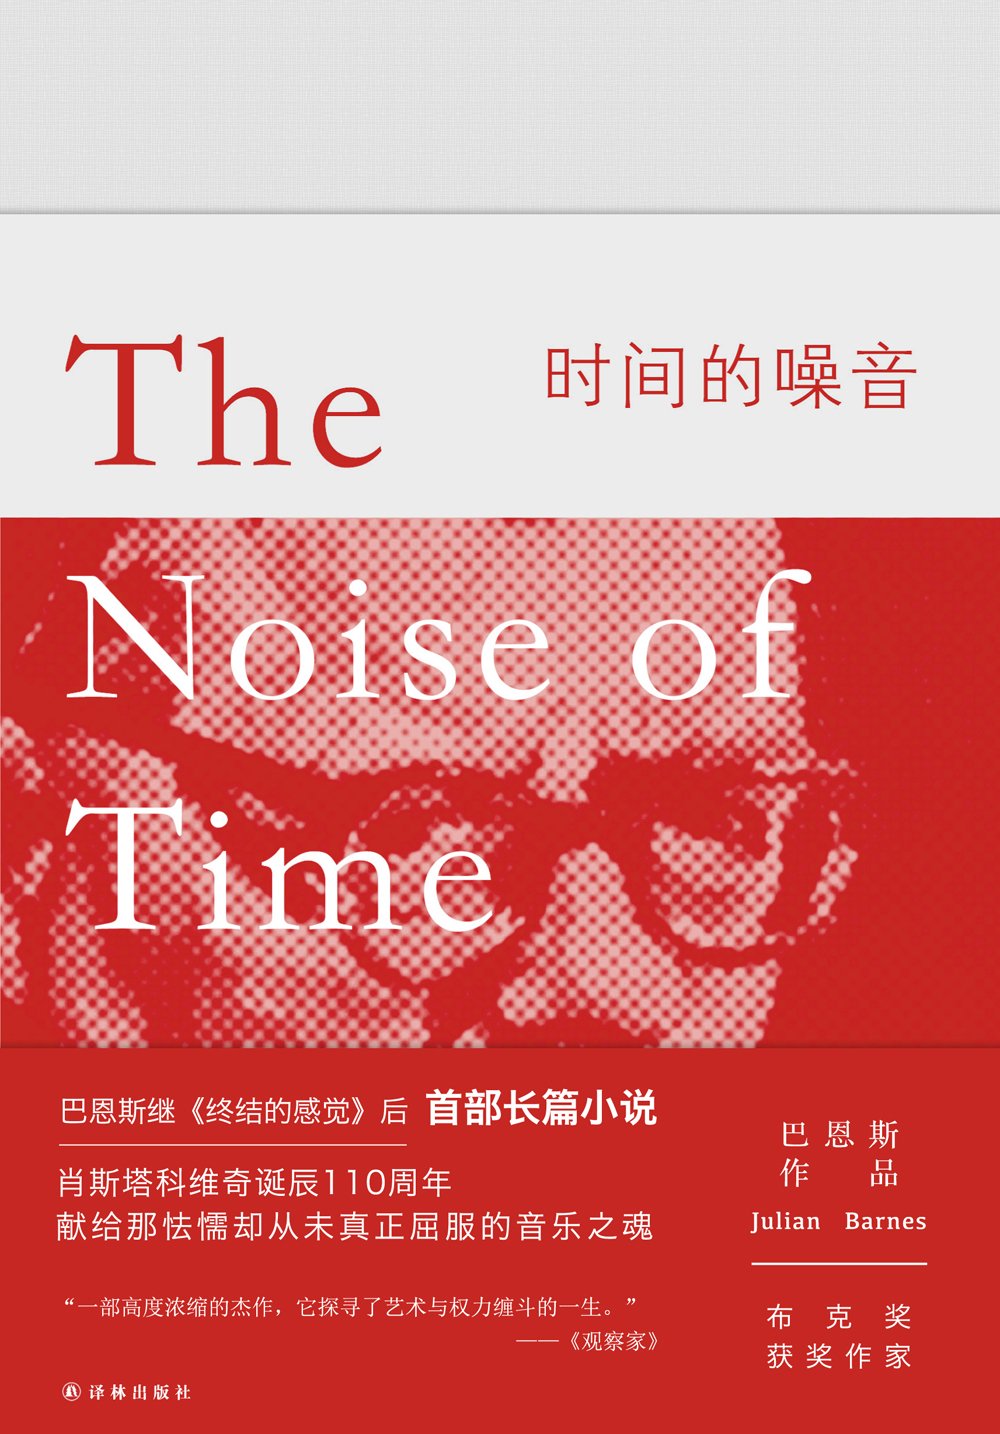 The
时间的噪音
Noise of
Time
巴恩斯继《终结的感觉》后 首部长篇小说
肖斯塔科维奇诞辰110周年
献给那怯懦却从未真正屈服的音乐之魂
“一部高度浓缩的杰作，它探寻了艺术与权力缠斗的一生。”
——《观察家》
译林出版社
巴恩斯
作品
Julian Barnes
布克奖
获奖作家